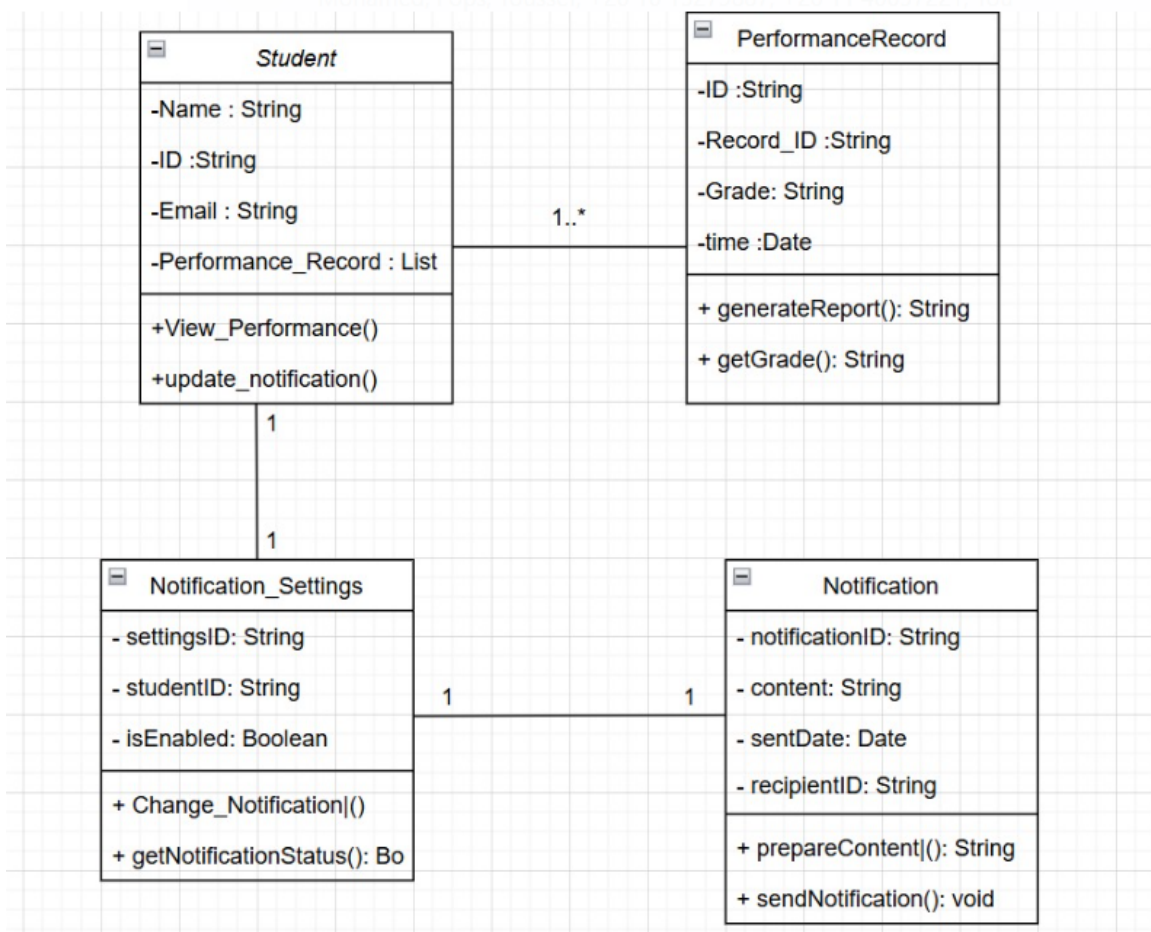 Student
-Name : String
-ID :String
-Email : String
-Performance_Record : List
+View_Performance()
+update_notification()
PerformanceRecord
-ID :String
-Record_ID :String
-Grade: String
-time :Date
+ generateReport(): String
+ getGrade(): String
1..*
1
1
Notification_Settings
- settingsID: String
- studentID: String
- isEnabled: Boolean
+ Change_Notification|()
+ getNotificationStatus(): Bo
1
1
Notification
- notificationID: String
- content: String
- sentDate: Date
- recipientID: String
+ prepareContent|(): String
+ sendNotification(): void